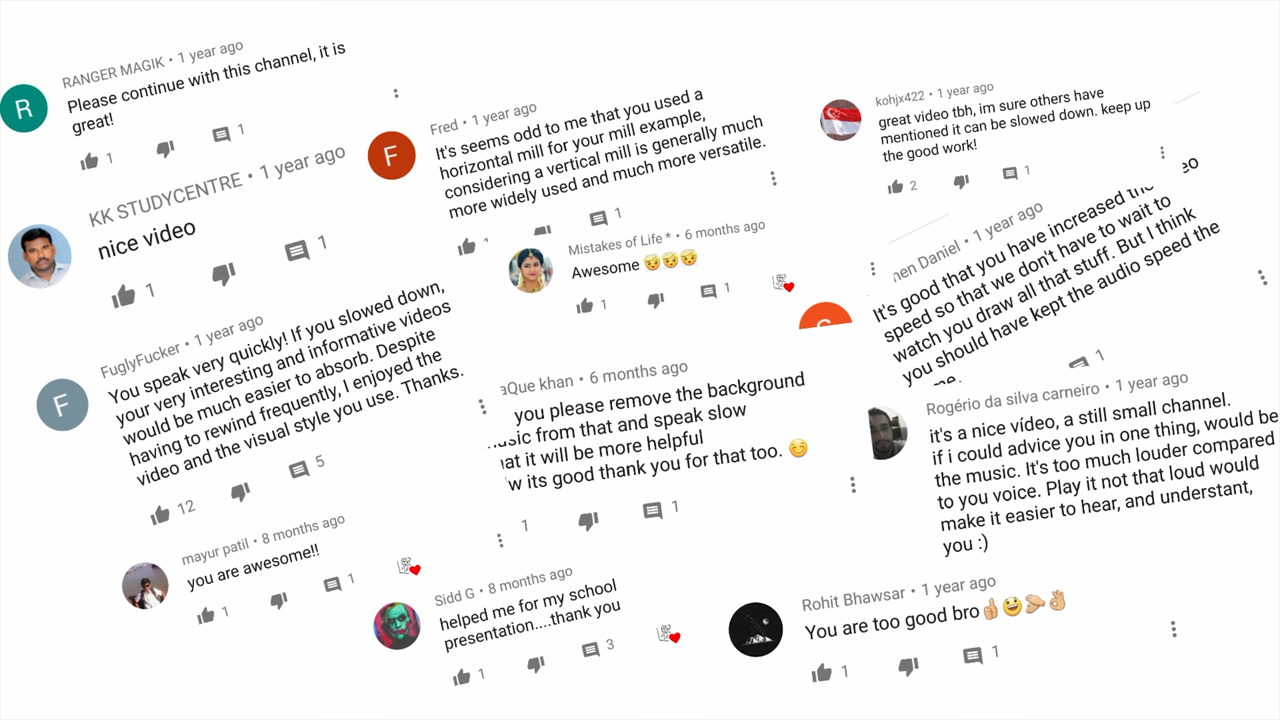 RANGER MAGIK • 1 year ago
Please continue with this channel, it is
great!
1
1
R
KK STUDYCENTRE • 1 year ago
nice video
1
1
FuglyFucker • 1 year ago
You speak very quickly! If you slowed down,
your very interesting and informative videos
would be much easier to absorb. Despite
having to rewind frequently, I enjoyed the
video and the visual style you use. Thanks.
F
12
5
mayur patil • 8 months ago
you are awesome!!
1
1
Fred • 1 year ago
It's seems odd to me that you used a
horizontal mill for your mill example,
considering a vertical mill is generally much
more widely used and much more versatile.
F
1
Mistakes of Life * • 6 months ago
Awesome 😇😇😇
1
1
aQue khan • 6 months ago
you please remove the background
from that and speak slow
it will be more helpful
its good thank you for that too. 😊
1
1
Sidd G • 8 months ago
helped me for my school
presentation....thank you
1
3
kohjx422 • 1 year ago
great video tbh, im sure others have
mentioned it can be slowed down. keep up
the good work!
2
1
Daniel • 1 year ago
It's good that you have increased
speed so that we don't have to wait to
watch you draw all that stuff. But I think
you should have kept the audio speed the
1
Rogério da silva carneiro • 1 year ago
it's a nice vídeo, a still small channel.
if i could advice you in one thing, would be
the music. It's too much louder compared
to you voice. Play it not that loud would
make it easier to hear, and understant,
you :)
Rohit Bhawsar • 1 year ago
You are too good bro👍😃🫴👌
1
1